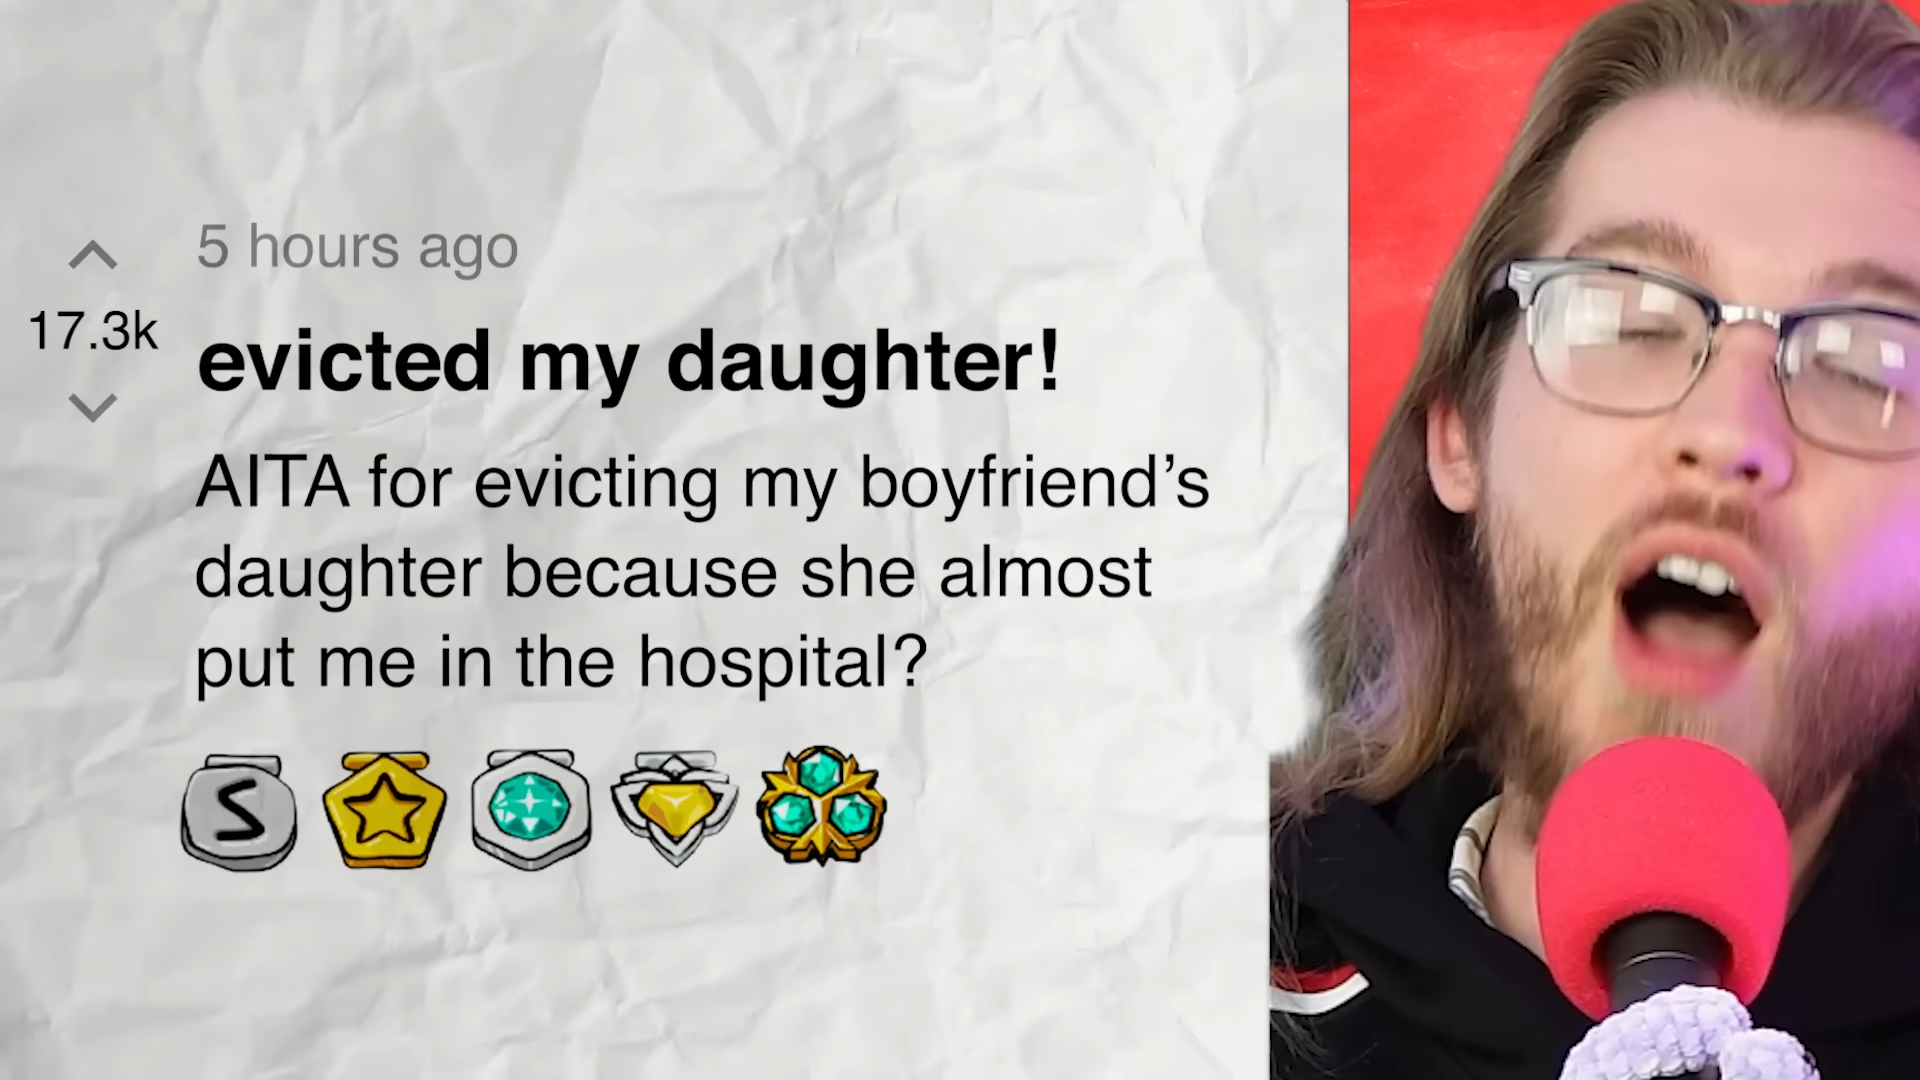 5 hours ago
17.3k
evicted my daughter!
AITA for evicting my boyfriend’s
daughter because she almost
put me in the hospital?
S